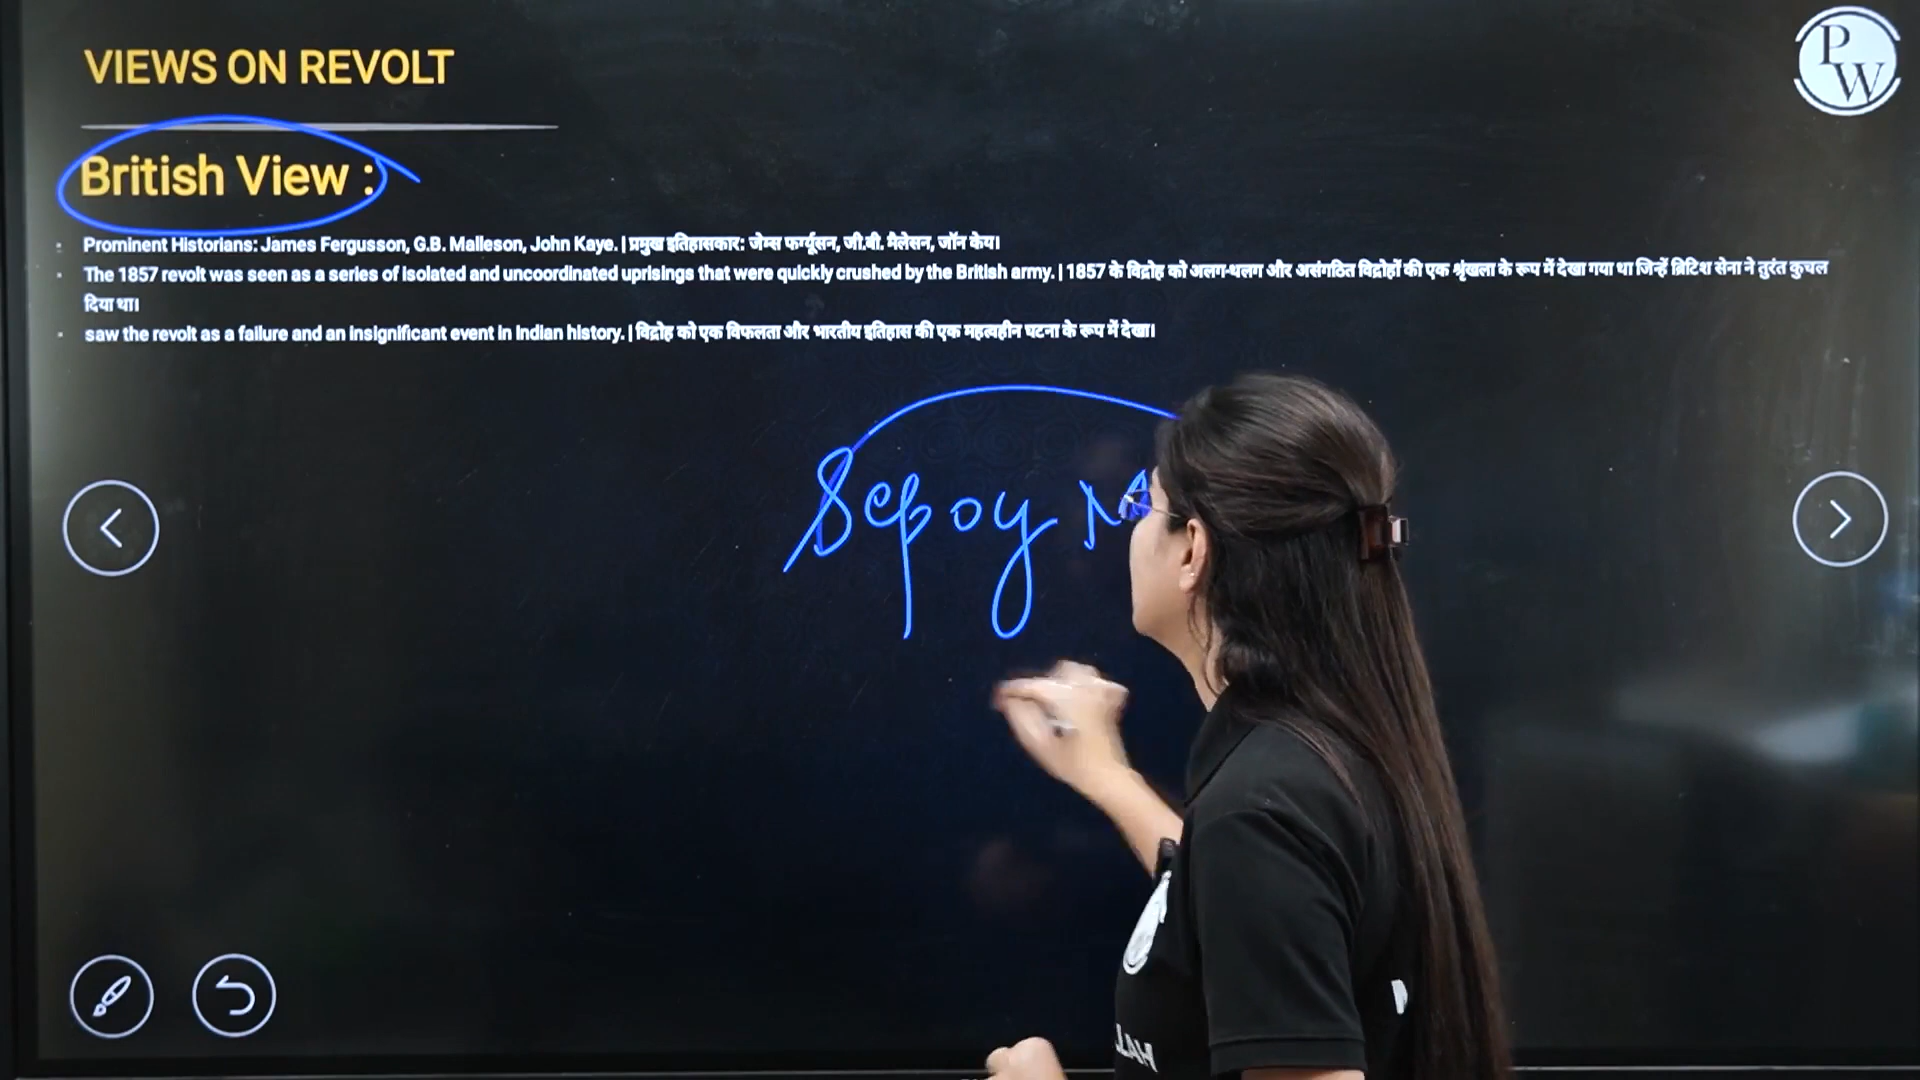 VIEWS ON REVOLT
P
W
British View :
Prominent Historians: James Fergusson, G.B. Malleson, John Kaye. | प्रमुख इतिहासकार: जेम्स फर्ग्यूसन, जी.बी. मैलेसन, जॉन केय।
The 1857 revolt was seen as a series of isolated and uncoordinated uprisings that were quickly crushed by the British army. | 1857 के विद्रोह को अलग-थलग और असंगठित विद्रोहों की एक श्रृंखला के रूप में देखा गया था जिन्हें ब्रिटिश सेना ने तुरंत कुचल
दिया था।
saw the revolt as a failure and an insignificant event in Indian history. | विद्रोह को एक विफलता और भारतीय इतिहास की एक महत्वहीन घटना के रूप में देखा।
Sepoy M